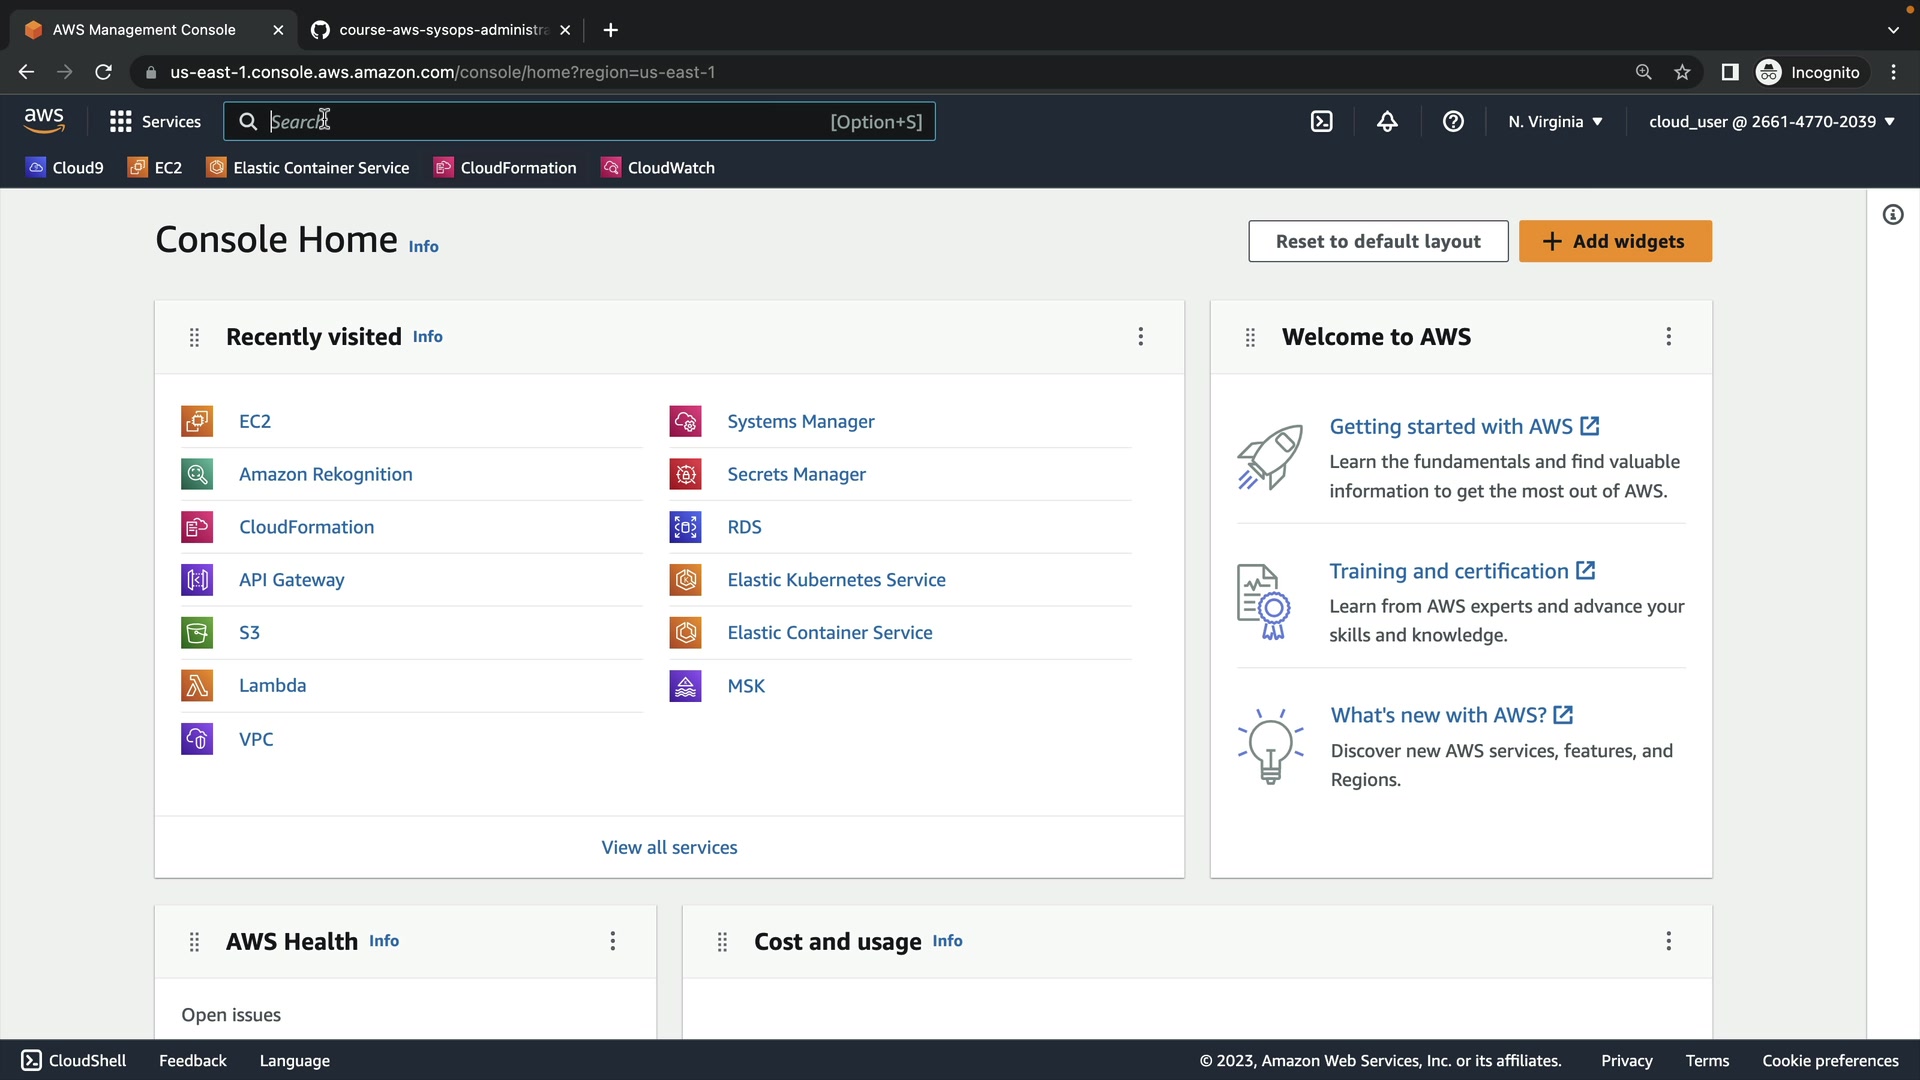 AWS Management Console
course-aws-sysops-administra
us-east-1.console.aws.amazon.com/console/home?region=us-east-1
Incognito
aws
Services
Search
[Option+S]
N. Virginia
cloud_user @ 2661-4770-2039
Cloud9
EC2
Elastic Container Service
CloudFormation
CloudWatch
Console Home Info
Reset to default layout
Add widgets
Recently visited Info
EC2
Amazon Rekognition
CloudFormation
API Gateway
S3
Lambda
VPC
Systems Manager
Secrets Manager
RDS
Elastic Kubernetes Service
Elastic Container Service
MSK
View all services
Welcome to AWS
Getting started with AWS
Learn the fundamentals and find valuable
information to get the most out of AWS.
Training and certification
Learn from AWS experts and advance your
skills and knowledge.
What's new with AWS?
Discover new AWS services, features, and
Regions.
AWS Health Info
Open issues
Cost and usage Info
CloudShell
Feedback
Language
© 2023, Amazon Web Services, Inc. or its affiliates.
Privacy
Terms
Cookie preferences